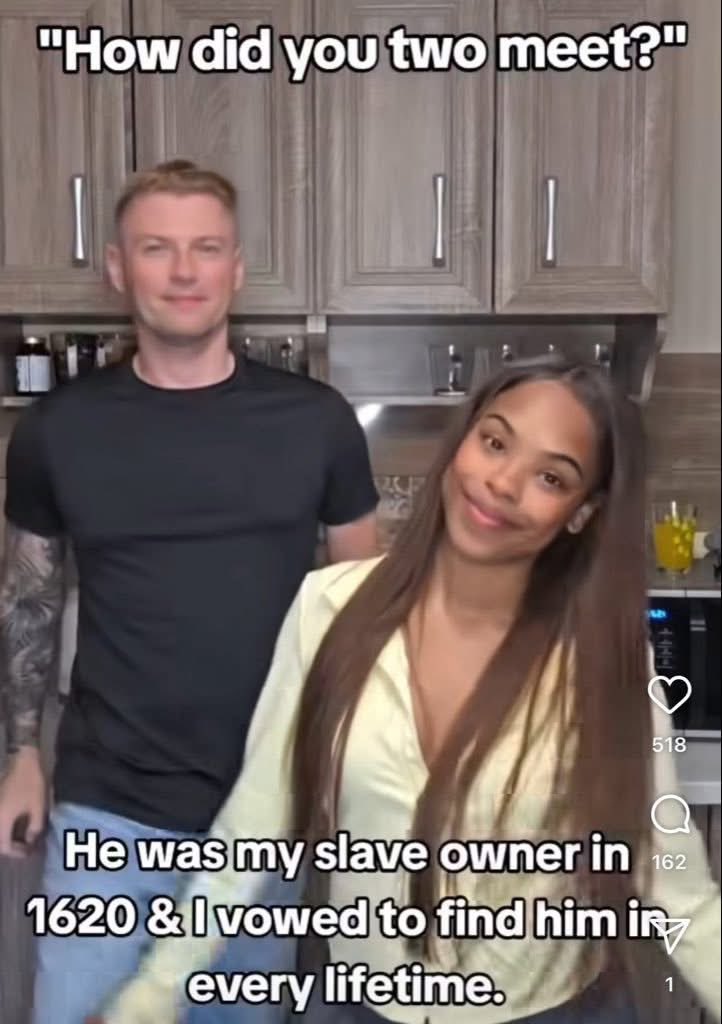 "How did you two meet?"
518
He was my slave owner in
162
1620 & I vowed to find him in
every lifetime.
1